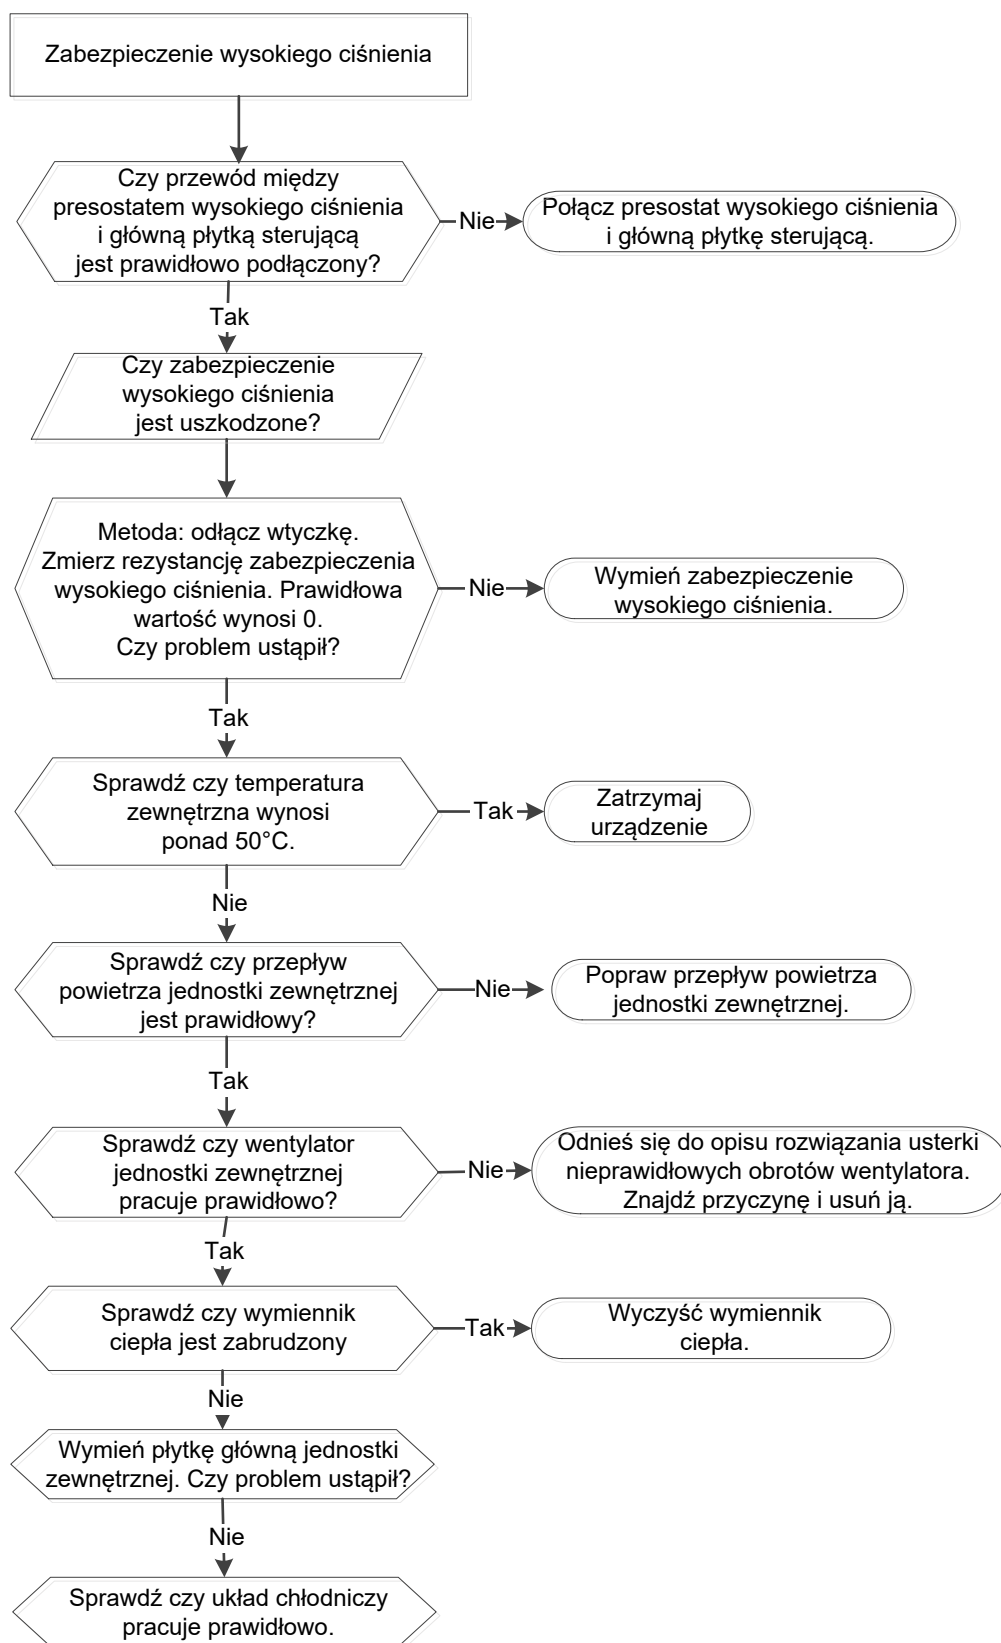 Zabezpieczenie wysokiego ciśnienia
Czy przewód między
presostatem wysokiego ciśnienia
i główną płytką sterującą
jest prawidłowo podłączony?
Nie
Połącz presostat wysokiego ciśnienia
i główną płytkę sterującą.
Tak
Czy zabezpieczenie
wysokiego ciśnienia
jest uszkodzone?
Metoda: odłącz wtyczkę.
Zmierz rezystancję zabezpieczenia
wysokiego ciśnienia. Prawidłowa
wartość wynosi 0.
Czy problem ustąpił?
Nie
Wymień zabezpieczenie
wysokiego ciśnienia.
Tak
Sprawdź czy temperatura
zewnętrzna wynosi
ponad 50°C.
Tak
Zatrzymaj
urządzenie
Nie
Sprawdź czy przepływ
powietrza jednostki zewnętrznej
jest prawidłowy?
Nie
Popraw przepływ powietrza
jednostki zewnętrznej.
Tak
Sprawdź czy wentylator
jednostki zewnętrznej
pracuje prawidłowo?
Nie
Odnieś się do opisu rozwiązania usterki
nieprawidłowych obrotów wentylatora.
Znajdź przyczynę i usuń ją.
Tak
Sprawdź czy wymiennik
ciepła jest zabrudzony
Tak
Wyczyść wymiennik
ciepła.
Nie
Wymień płytkę główną jednostki
zewnętrznej. Czy problem ustąpił?
Nie
Sprawdź czy układ chłodniczy
pracuje prawidłowo.